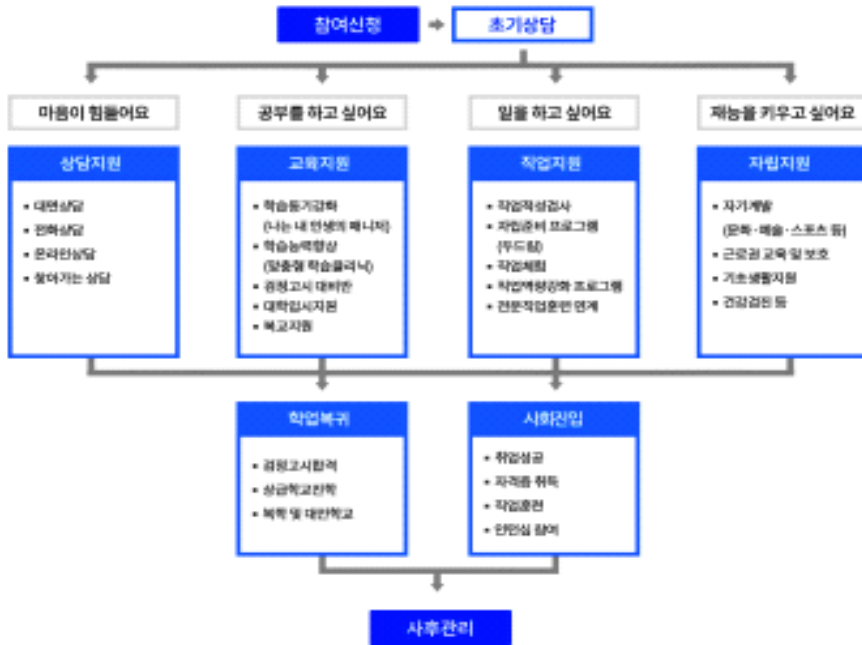 참여신청
초기상담
마음이 힘들어요
공부를 하고 싶어요
일을 하고 싶어요
재능을 키우고 싶어요
상담지원
• 대면상담
• 전화상담
• 온라인상담
• 찾아가는 상담
교육지원
• 학습동기강화
(나는 내 인생의 매니저)
• 학습능력향상
(맞춤형 학습클리닉)
• 검정고시 대비반
• 대학입시지원
• 복교지원
직업지원
• 직업적성검사
• 자립준비 프로그램
(두드림)
• 직업체험
• 직업역량강화 프로그램
• 전문직업훈련 연계
자립지원
• 자기계발
(문화·예술·스포츠 등)
• 근로권 교육 및 보호
• 기초생활지원
• 건강검진 등
학업복귀
• 검정고시합격
• 상급학교진학
• 복학 및 대안학교
사회진입
• 취업성공
• 자격증 취득
• 직업훈련
참여
사후관리